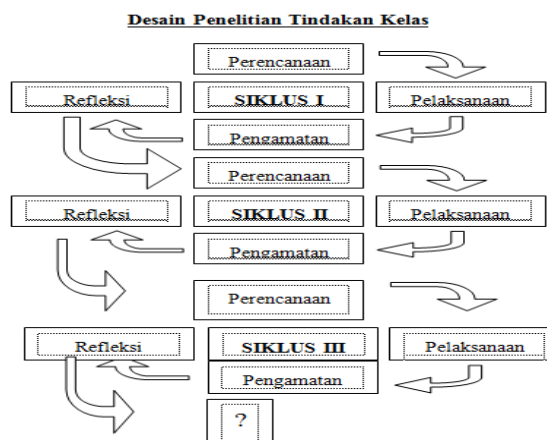 Desain Penelitian Tindakan Kelas
Perencanaan
Refleksi SIKLUS I Pelaksanaan
Pengamatan
Perencanaan
Refleksi SIKLUS II Pelaksanaan
Pengamatan
Perencanaan
Refleksi SIKLUS III Pelaksanaan
Pengamatan
?